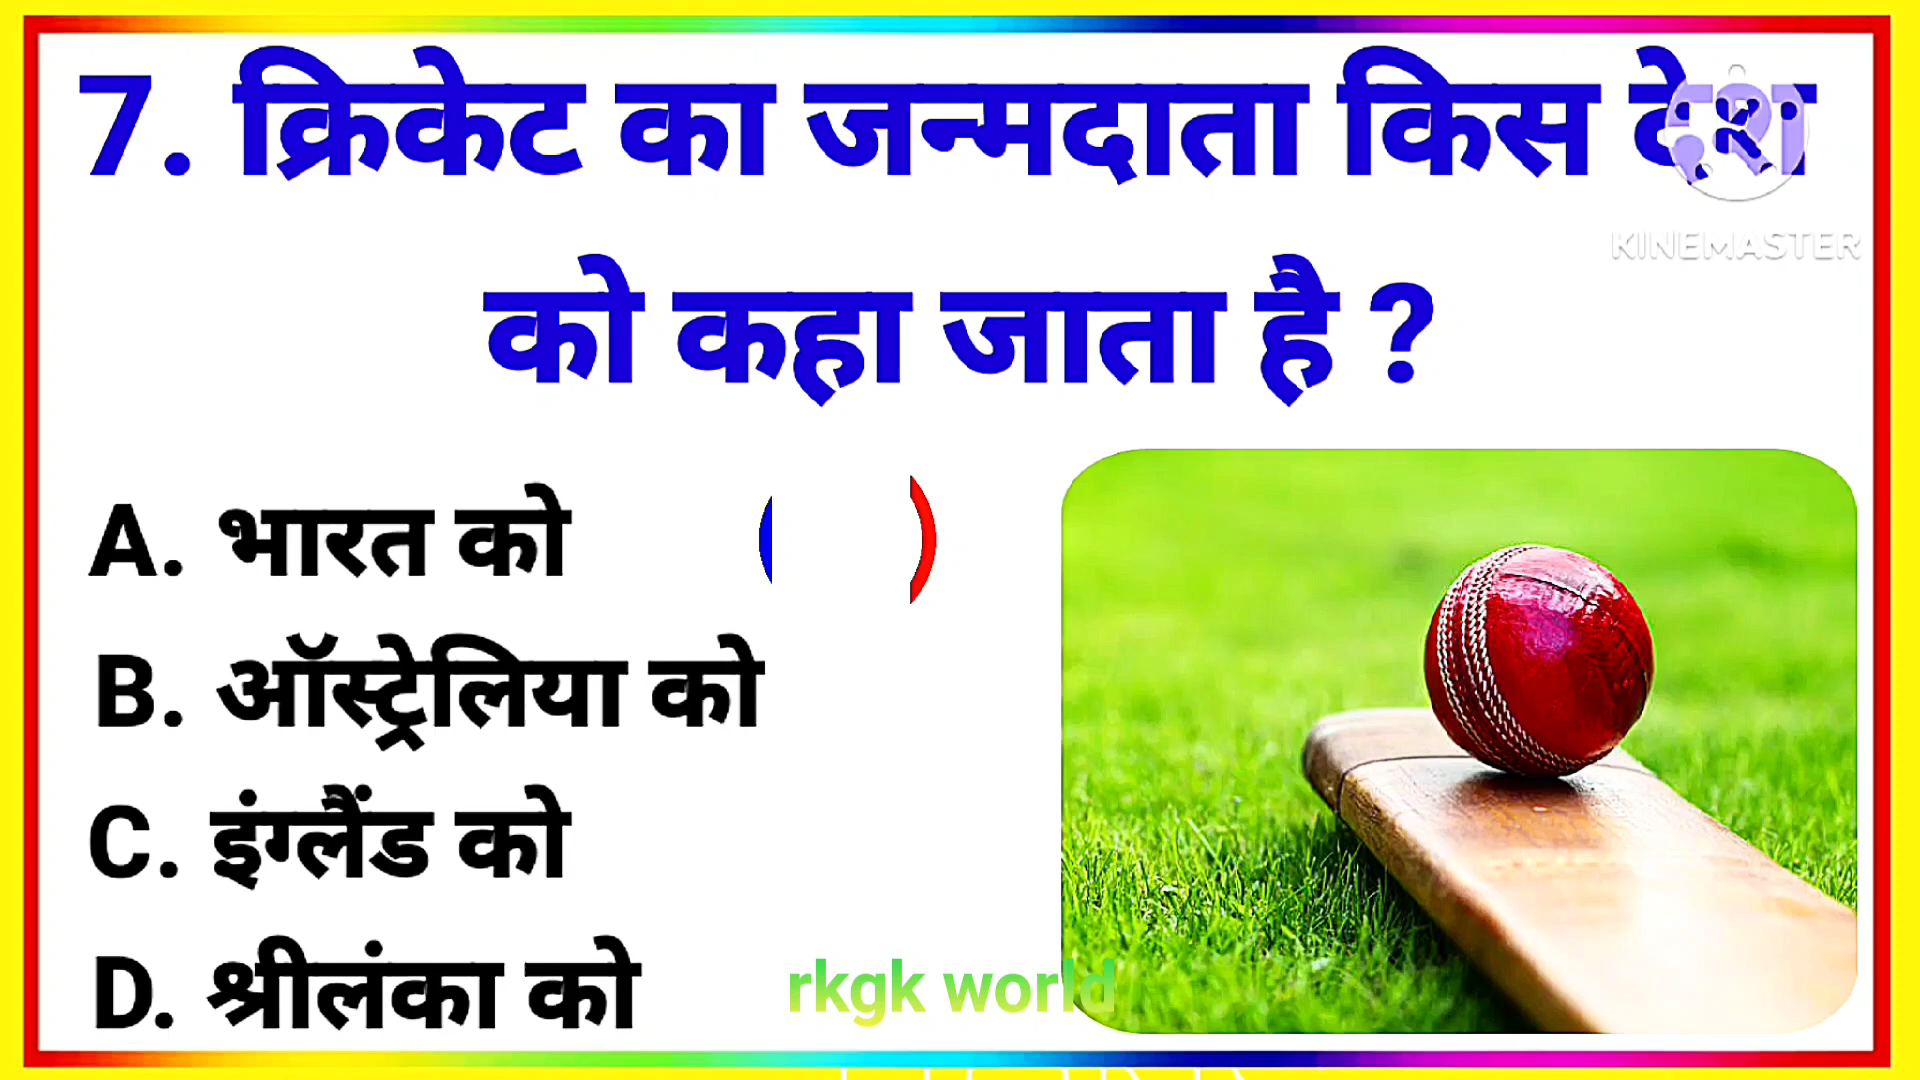 7. क्रिकेट का जन्मदाता किस देश
KINEMASTER
को कहा जाता है ?
A. भारत को
B. ऑस्ट्रेलिया को
C. इंग्लैंड को
D. श्रीलंका को
rkgk world